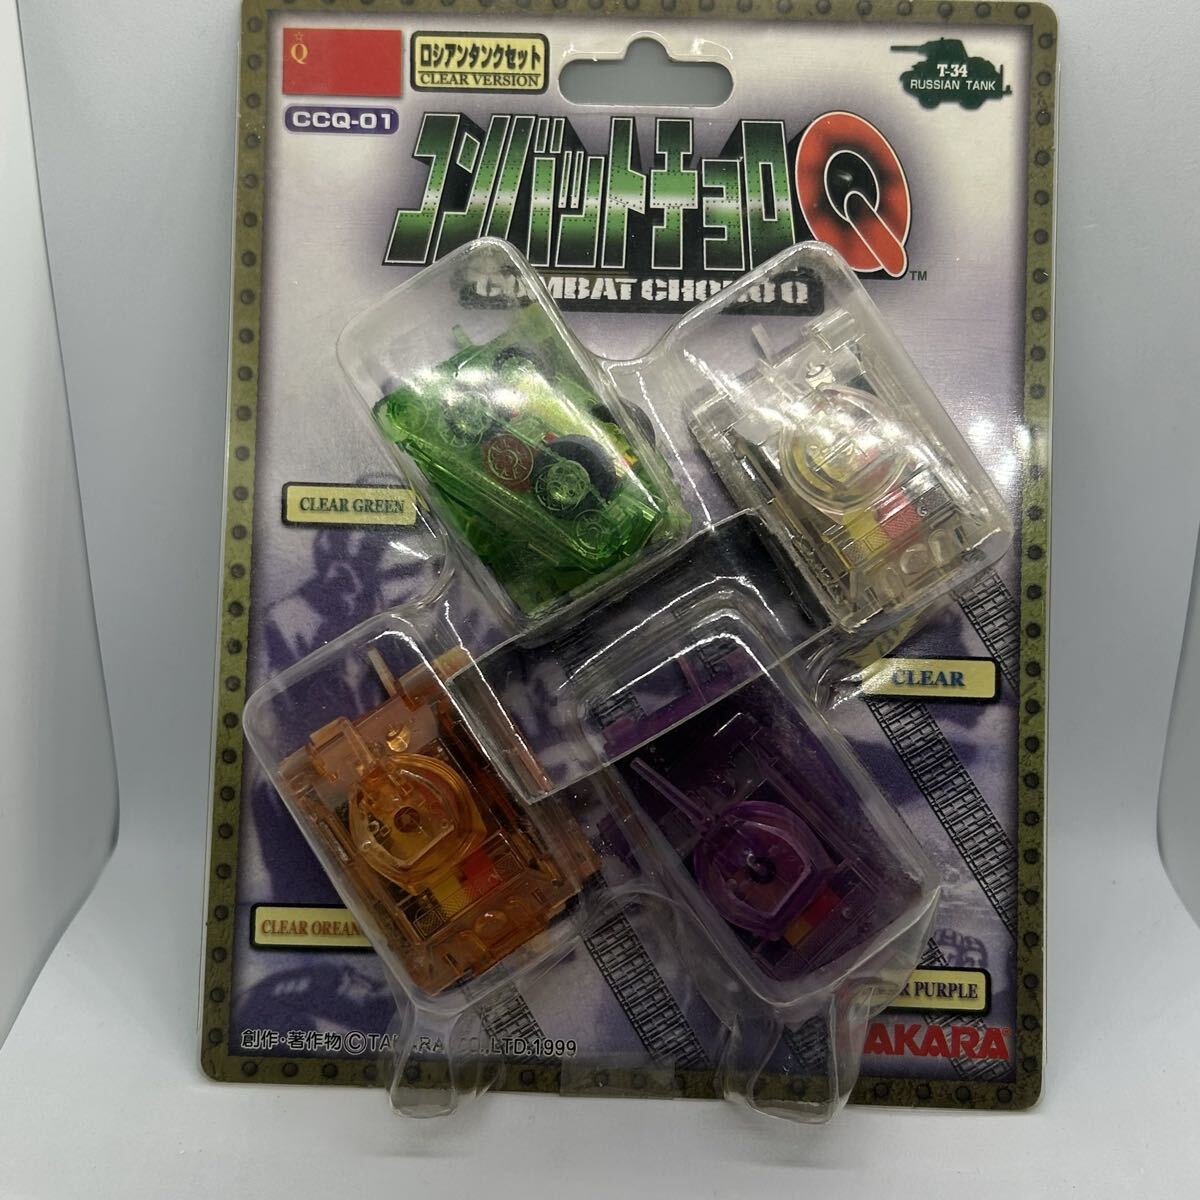 ☆
Q
ロシアンタンクセット
CLEAR VERSION
CCQ-01
T-34
RUSSIAN TANK
コンバットチョロQ
TM
COMBAT CHORO Q
CLEAR GREEN
CLEAR
CLEAR OREAN
PURPLE
創作・著作物©TAKARA CO.,LTD.1999
TAKARA®